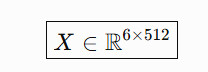 X ∈ ℝ^{6×512}